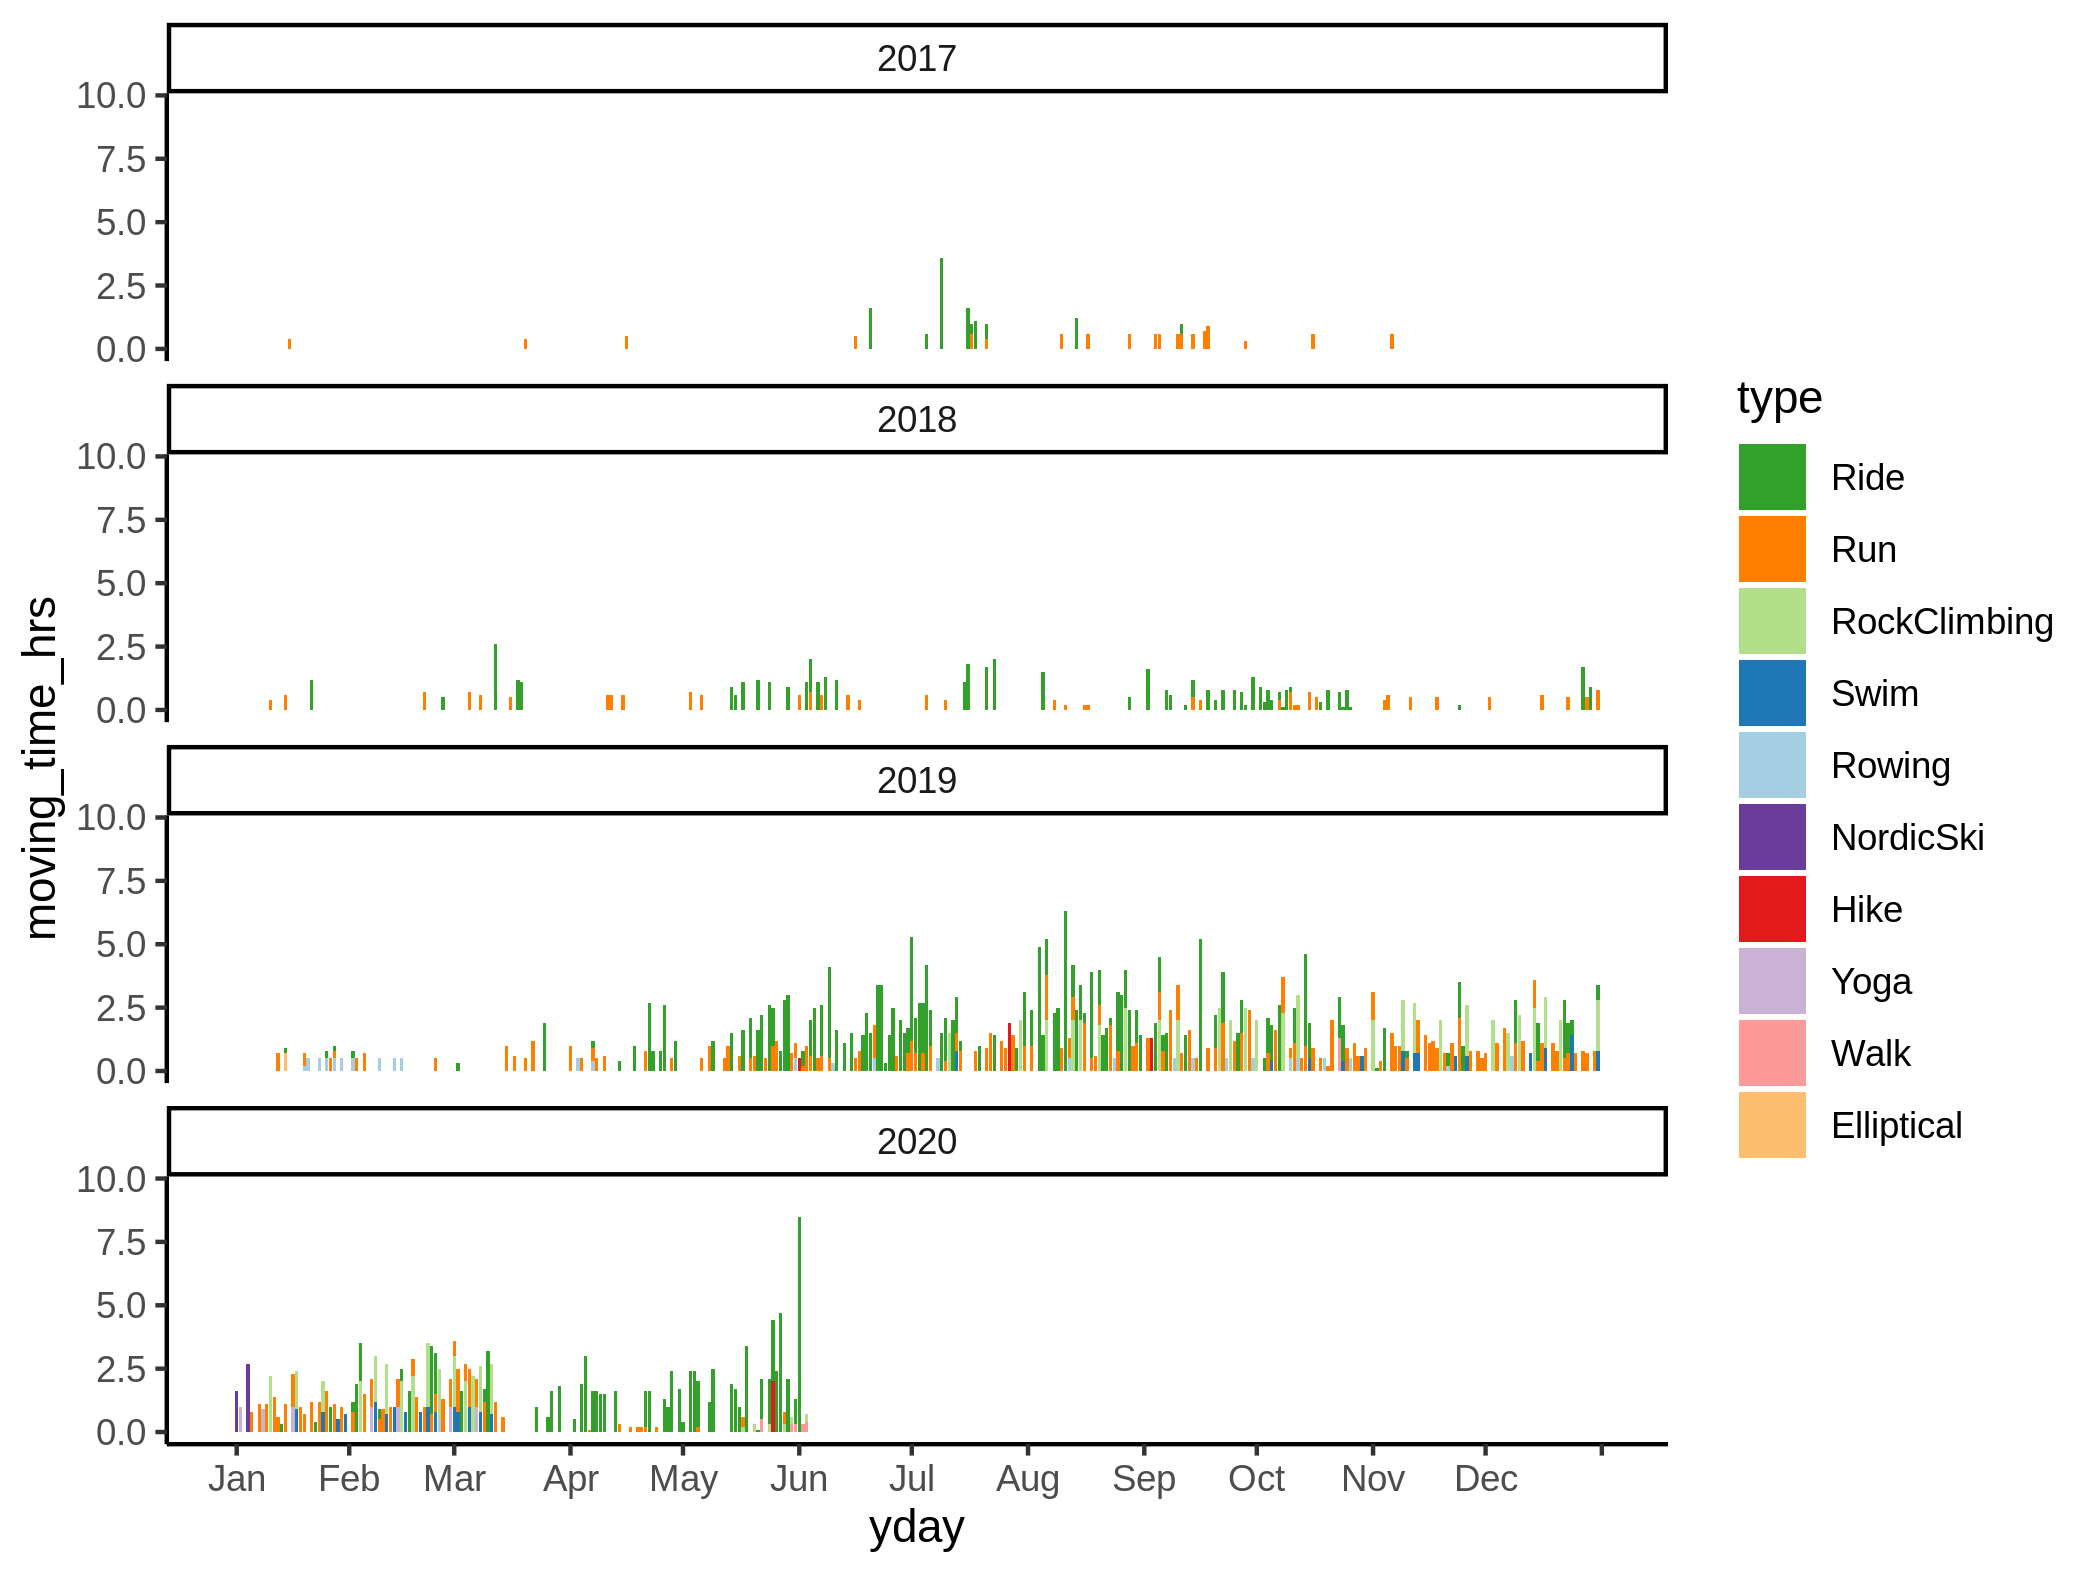 2017
10.0
7.5
5.0
2.5
0.0
2018
10.0
7.5
5.0
2.5
0.0
2019
10.0
7.5
5.0
2.5
0.0
2020
10.0
7.5
5.0
2.5
0.0
Jan Feb Mar Apr May Jun Jul Aug Sep Oct Nov Dec
yday
moving_time_hrs
type
Ride
Run
RockClimbing
Swim
Rowing
NordicSki
Hike
Yoga
Walk
Elliptical